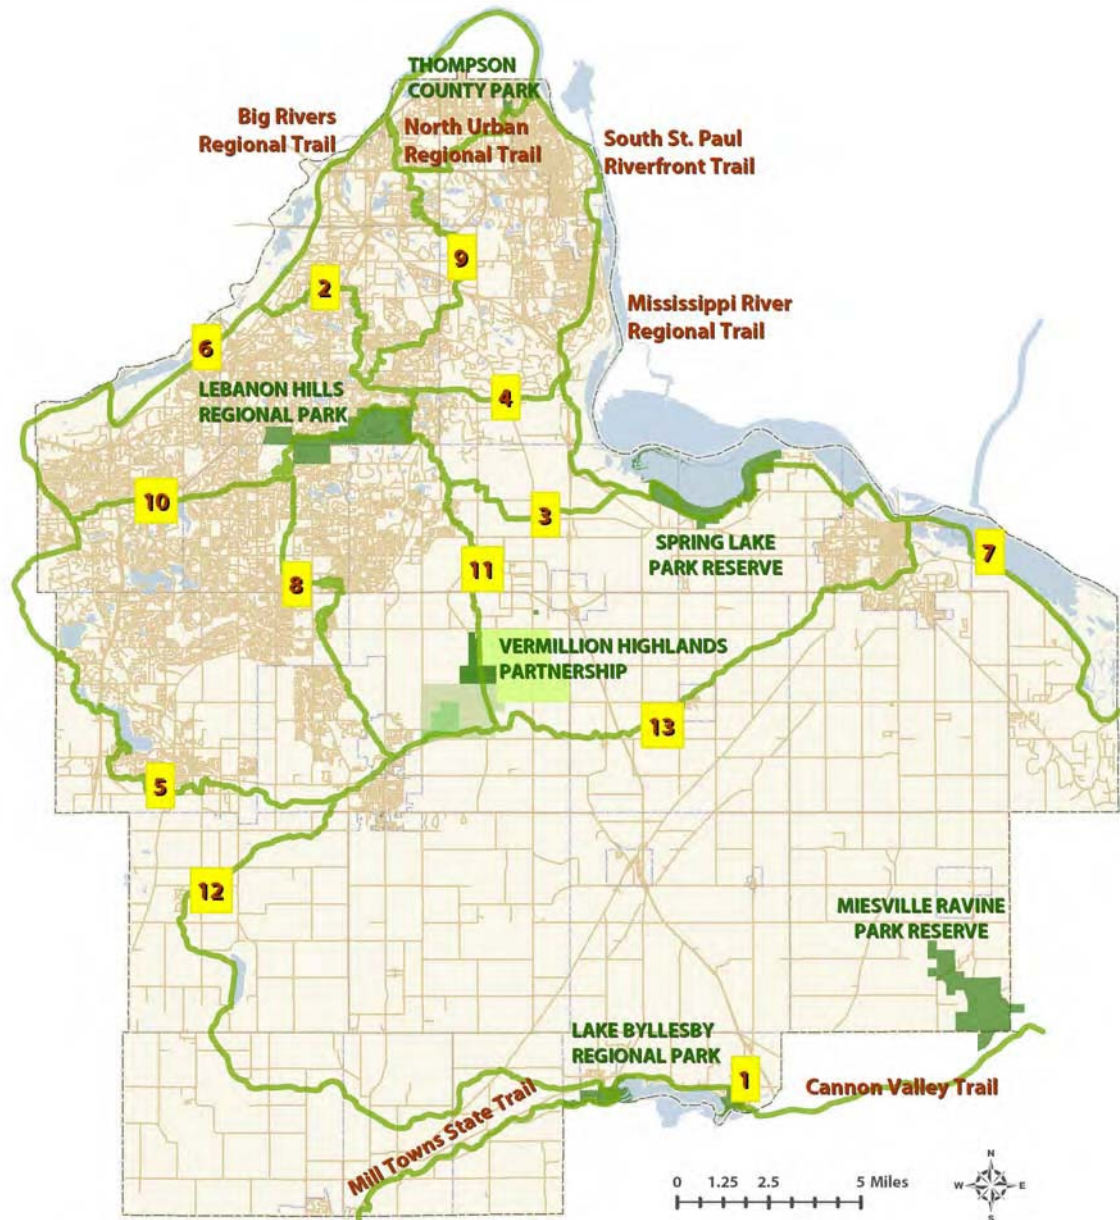 THOMPSON
COUNTY PARK
Big Rivers
Regional Trail
North Urban
Regional Trail
South St. Paul
Riverfront Trail
9
2
Mississippi River
Regional Trail
6
LEBANON HILLS
REGIONAL PARK
4
10
3
SPRING LAKE
PARK RESERVE
7
11
8
VERMILLION HIGHLANDS
PARTNERSHIP
13
5
12
MIESVILLE RAVINE
PARK RESERVE
LAKE BYLLESBY
REGIONAL PARK
1
Cannon Valley Trail
Mill Towns State Trail
0 1.25 2.5 5 Miles
N
W E
S